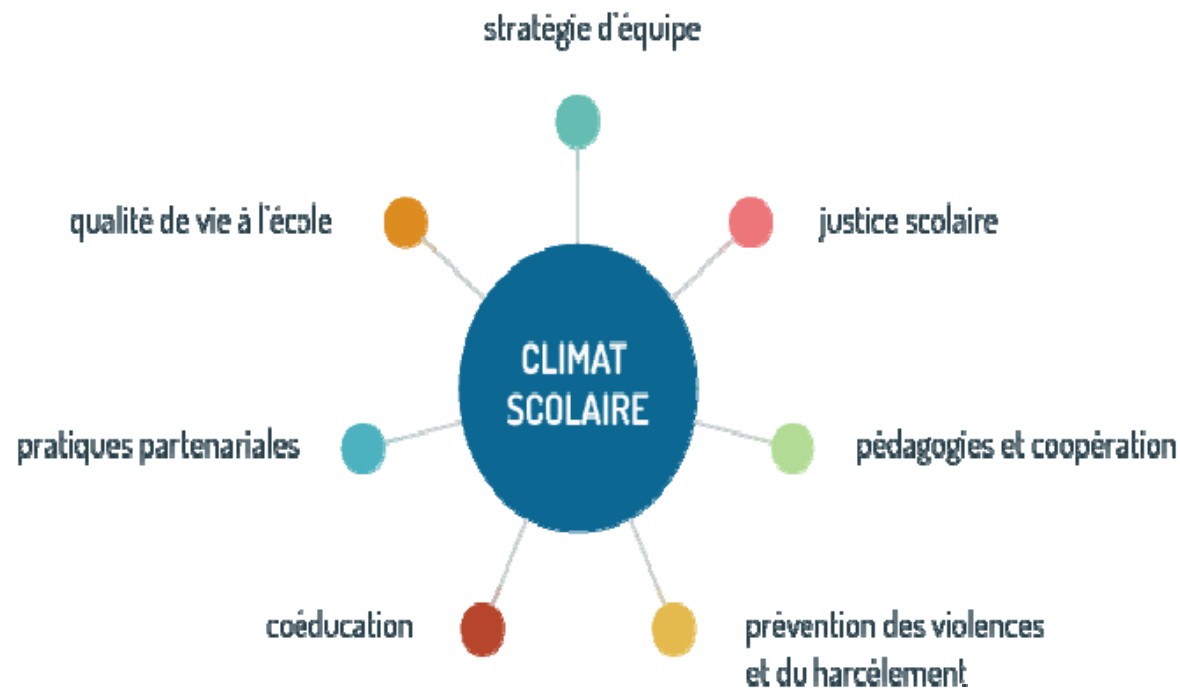 stratégie d'équipe
qualité de vie à l'école
justice scolaire
CLIMAT
SCOLAIRE
pratiques partenariales
pédagogies et coopération
coéducation
prévention des violences
et du harcélement